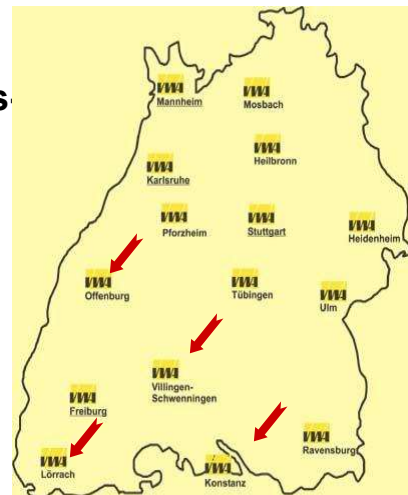 s-
VWA
Mannheim
VWA
Mosbach
VWA
Heilbronn
VWA
Karlsruhe
VWA
Pforzheim
VWA
Stuttgart
VWA
Heidenheim
VWA
Offenburg
VWA
Tübingen
VWA
Ulm
VWA
Villingen-
Schwenningen
VWA
Freiburg
VWA
Ravensburg
VWA
Lörrach
VWA
Konstanz